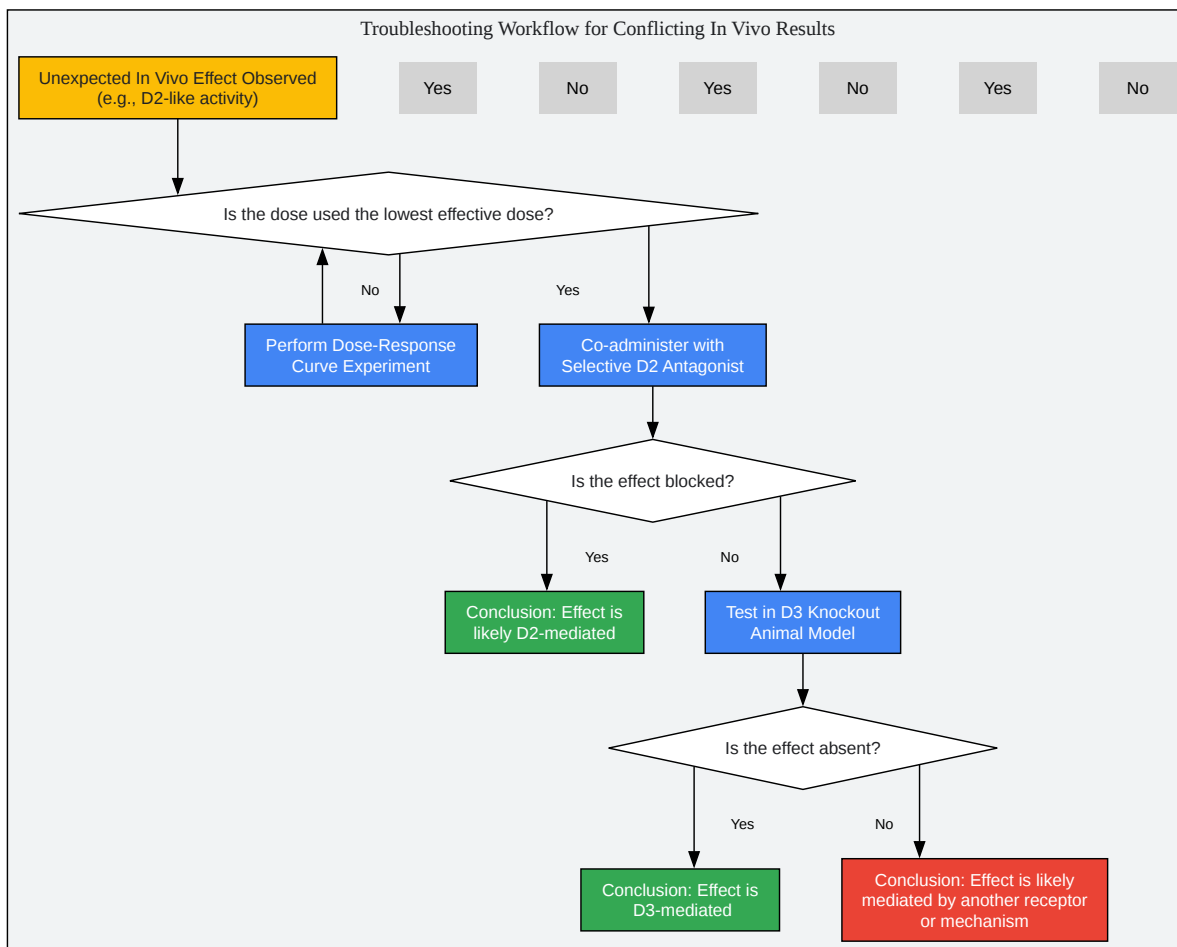 Troubleshooting Workflow for Conflicting In Vivo Results
Unexpected In Vivo Effect Observed
(e.g., D2-like activity)
Yes
No
Yes
No
Yes
No
Is the dose used the lowest effective dose?
No
Yes
Perform Dose-Response
Curve Experiment
Co-administer with
Selective D2 Antagonist
Is the effect blocked?
Yes
No
Conclusion: Effect is
likely D2-mediated
Test in D3 Knockout
Animal Model
Is the effect absent?
Yes
No
Conclusion: Effect is
D3-mediated
Conclusion: Effect is likely
mediated by another receptor
or mechanism